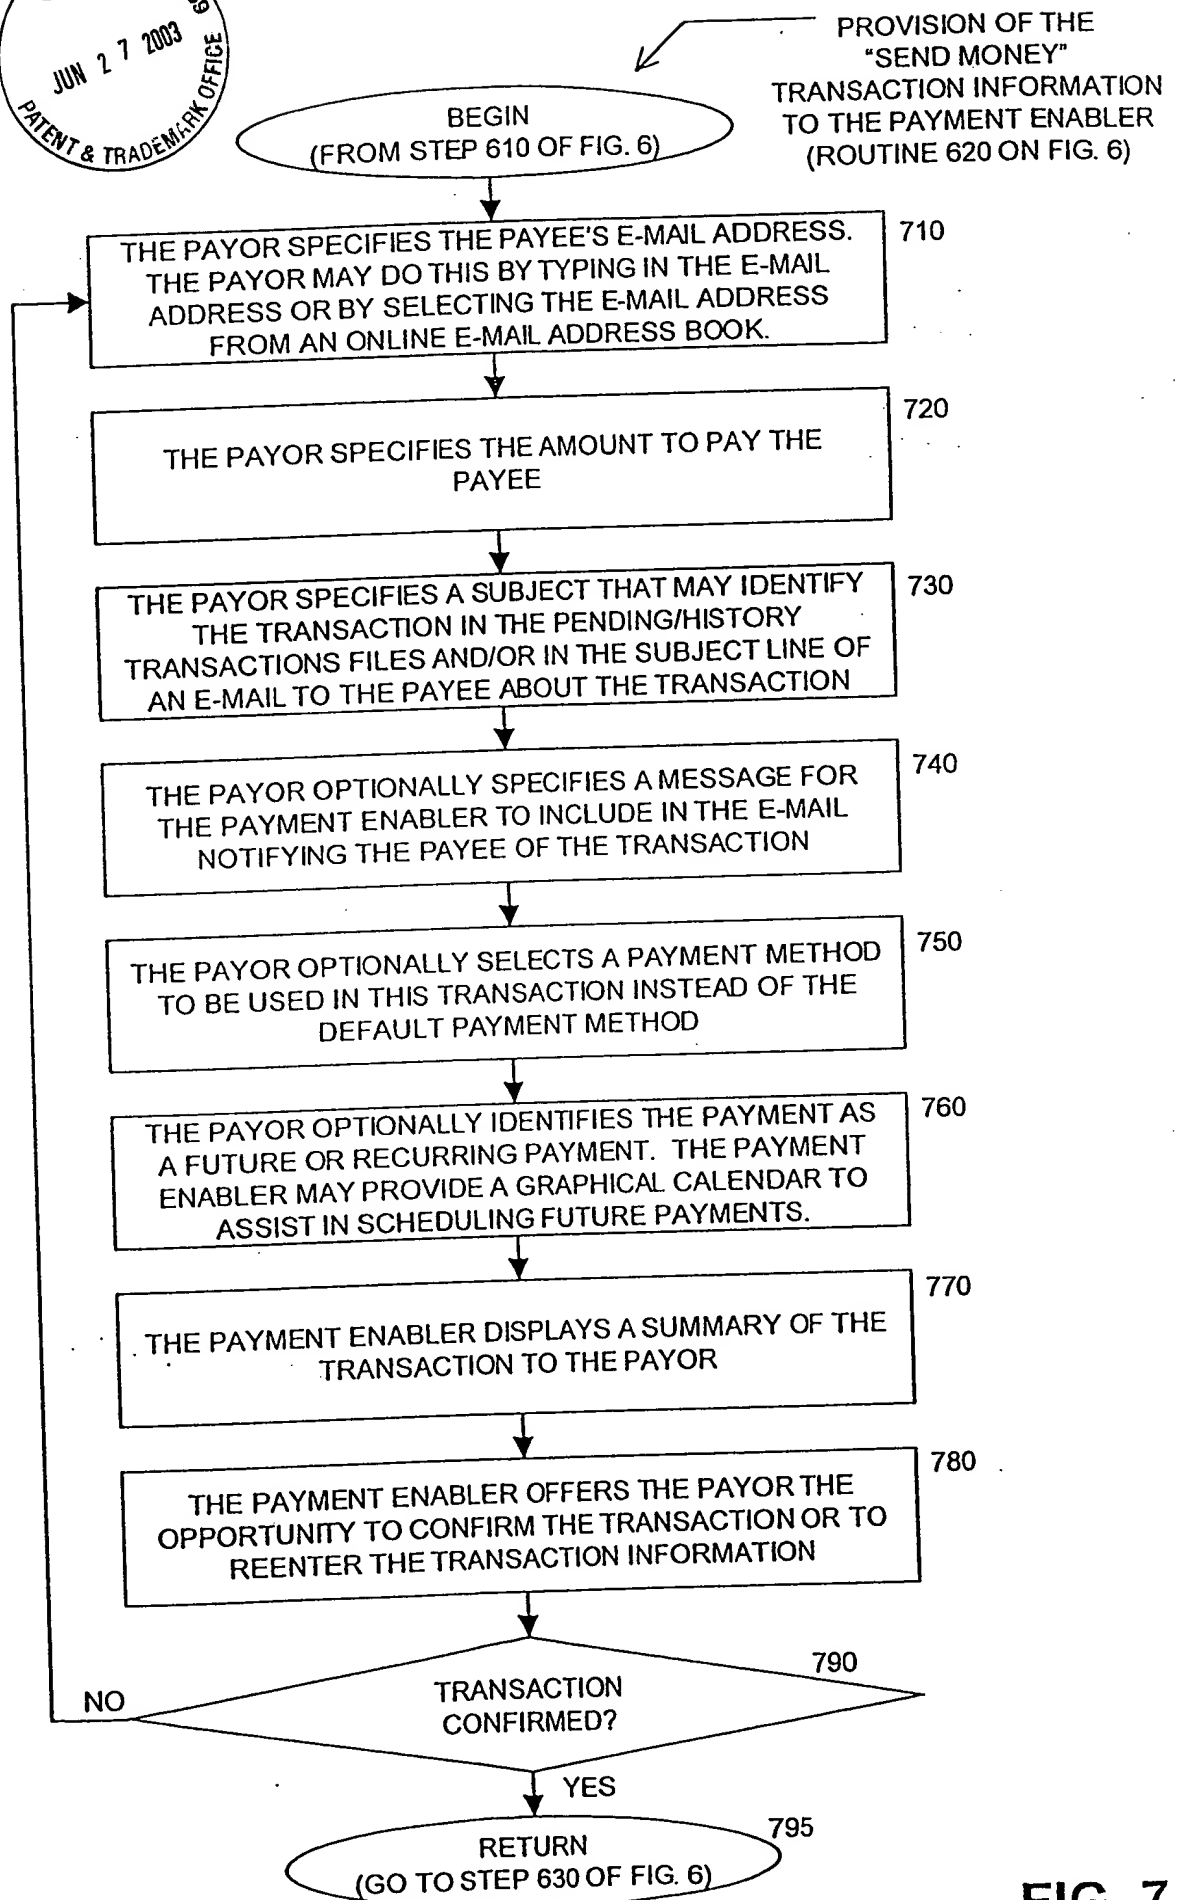 JUN 2 7 2003
PATENT & TRADEMARK OFFICE
PROVISION OF THE
"SEND MONEY"
TRANSACTION INFORMATION
TO THE PAYMENT ENABLER
(ROUTINE 620 ON FIG. 6)
BEGIN
(FROM STEP 610 OF FIG. 6)
710
THE PAYOR SPECIFIES THE PAYEE'S E-MAIL ADDRESS.
THE PAYOR MAY DO THIS BY TYPING IN THE E-MAIL
ADDRESS OR BY SELECTING THE E-MAIL ADDRESS
FROM AN ONLINE E-MAIL ADDRESS BOOK.
720
THE PAYOR SPECIFIES THE AMOUNT TO PAY THE
PAYEE
730
THE PAYOR SPECIFIES A SUBJECT THAT MAY IDENTIFY
THE TRANSACTION IN THE PENDING/HISTORY
TRANSACTIONS FILES AND/OR IN THE SUBJECT LINE OF
AN E-MAIL TO THE PAYEE ABOUT THE TRANSACTION
740
THE PAYOR OPTIONALLY SPECIFIES A MESSAGE FOR
THE PAYMENT ENABLER TO INCLUDE IN THE E-MAIL
NOTIFYING THE PAYEE OF THE TRANSACTION
750
THE PAYOR OPTIONALLY SELECTS A PAYMENT METHOD
TO BE USED IN THIS TRANSACTION INSTEAD OF THE
DEFAULT PAYMENT METHOD
760
THE PAYOR OPTIONALLY IDENTIFIES THE PAYMENT AS
A FUTURE OR RECURRING PAYMENT. THE PAYMENT
ENABLER MAY PROVIDE A GRAPHICAL CALENDAR TO
ASSIST IN SCHEDULING FUTURE PAYMENTS.
770
THE PAYMENT ENABLER DISPLAYS A SUMMARY OF THE
TRANSACTION TO THE PAYOR
780
THE PAYMENT ENABLER OFFERS THE PAYOR THE
OPPORTUNITY TO CONFIRM THE TRANSACTION OR TO
REENTER THE TRANSACTION INFORMATION
790
NO
TRANSACTION
CONFIRMED?
YES
795
RETURN
(GO TO STEP 630 OF FIG. 6)
FIG. 7